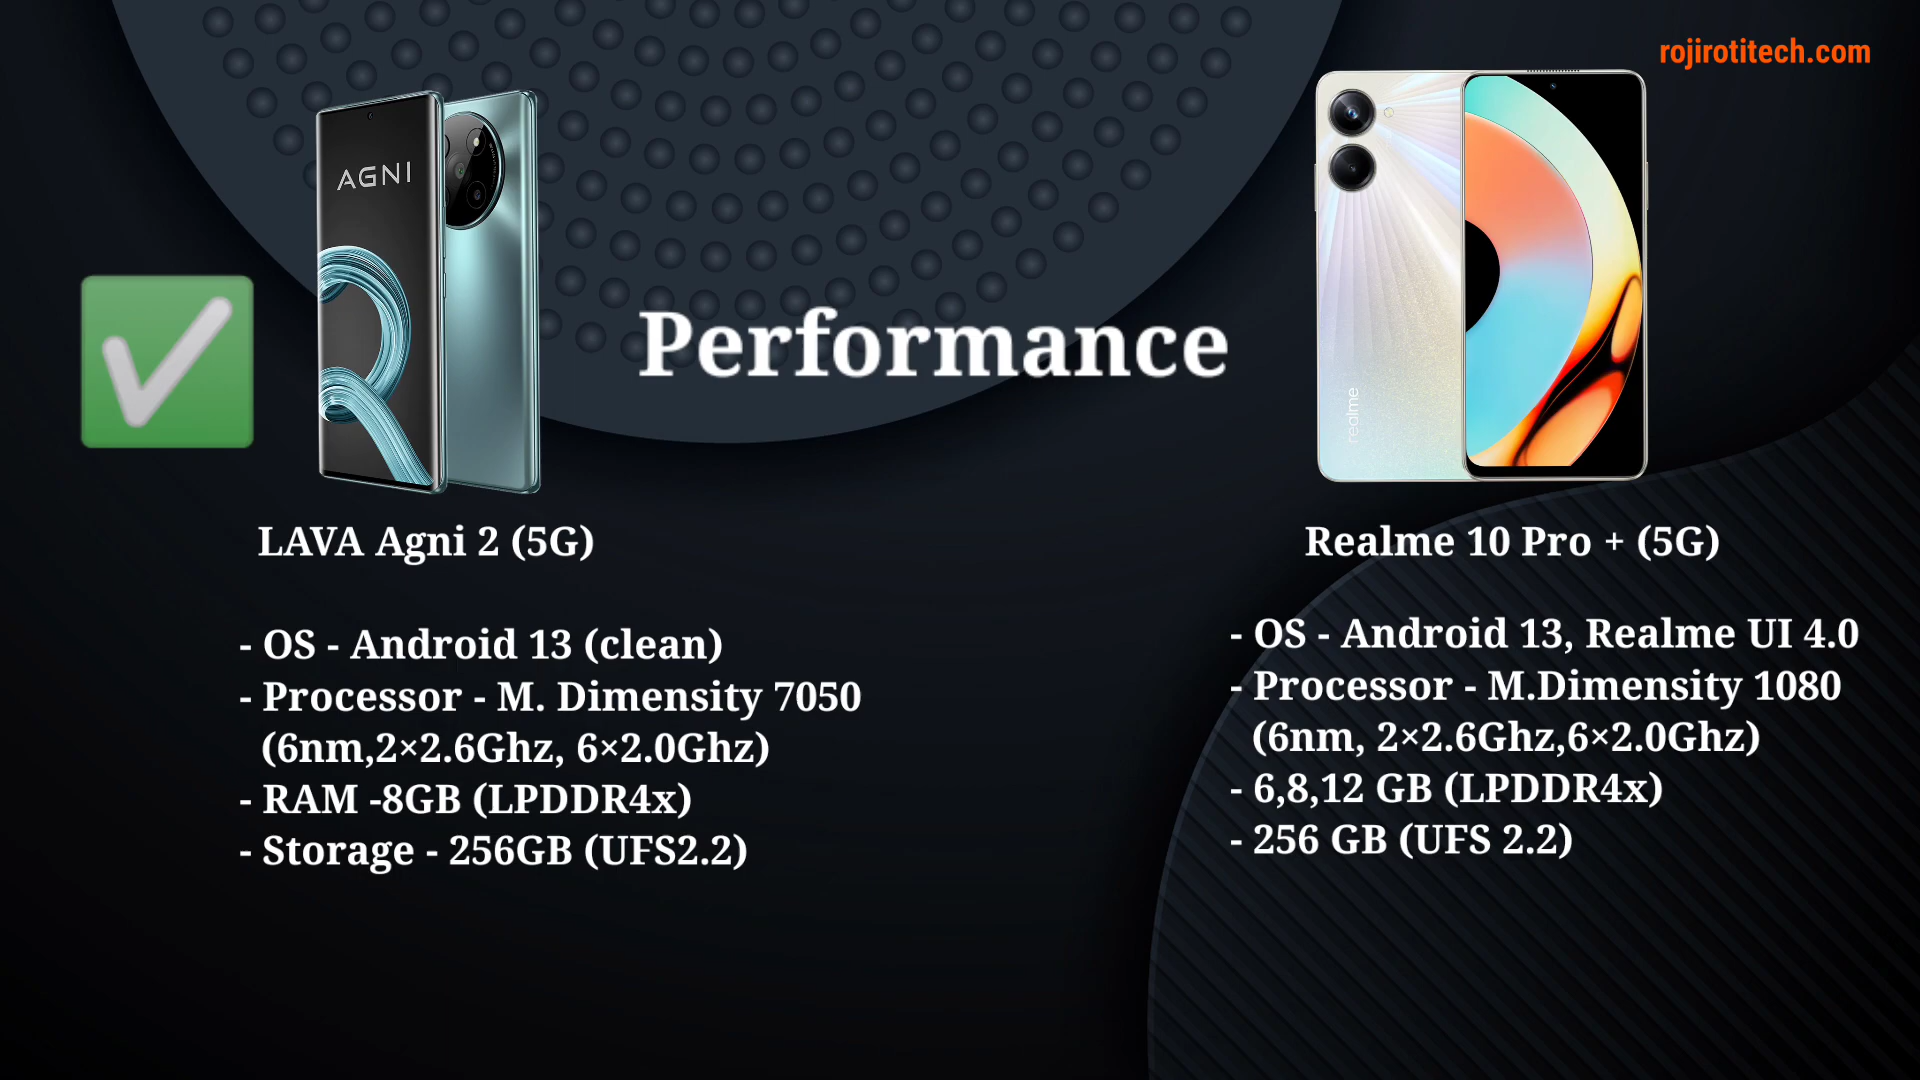 rojirotitech.com
AGNI
realme
Performance
LAVA Agni 2 (5G)
- OS - Android 13 (clean)
- Processor - M. Dimensity 7050
(6nm,2×2.6Ghz, 6×2.0Ghz)
- RAM -8GB (LPDDR4x)
- Storage - 256GB (UFS2.2)
Realme 10 Pro + (5G)
- OS - Android 13, Realme UI 4.0
- Processor - M.Dimensity 1080
(6nm, 2×2.6Ghz,6×2.0Ghz)
- 6,8,12 GB (LPDDR4x)
- 256 GB (UFS 2.2)